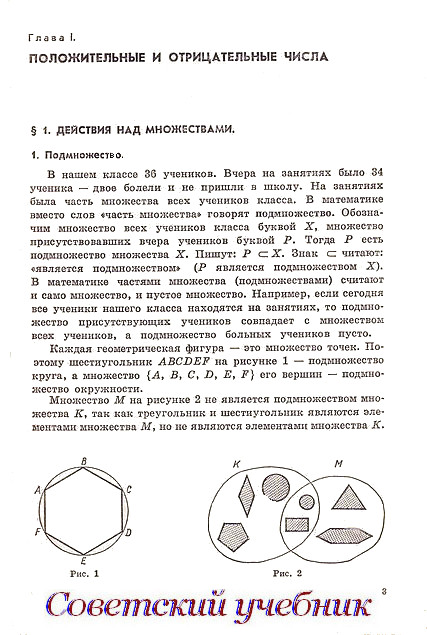 Глава I.
ПОЛОЖИТЕЛЬНЫЕ И ОТРИЦАТЕЛЬНЫЕ ЧИСЛА
§ 1. ДЕЙСТВИЯ НАД МНОЖЕСТВАМИ.
1. Подмножество.
В нашем классе 36 учеников. Вчера на занятиях было 34
ученика — двое болели и не пришли в школу. На занятиях
была часть множества всех учеников класса. В математике
вместо слов «часть множества» говорят подмножество. Обозна-
чим множество всех учеников класса буквой X, множество
присутствовавших вчера учеников буквой P. Тогда P есть
подмножество множества X. Пишут: P ⊂ X. Знак ⊂ читают:
«является подмножеством» (P является подмножеством X).
В математике частями множества (подмножествами) считают
и само множество, и пустое множество. Например, если сегодня
все ученики нашего класса находятся на занятиях, то подмно-
жество присутствующих учеников совпадает с множеством
всех учеников, а подмножество больных учеников пусто.
Каждая геометрическая фигура — это множество точек. По-
этому шестиугольник ABCDEF на рисунке 1 — подмножество
круга, а множество {A, B, C, D, E, F} его вершин — подмно-
жество окружности.
Множество M на рисунке 2 не является подмножеством мно-
жества K, так как треугольник и шестиугольник являются эле-
ментами множества M, но не являются элементами множества K.
B
A C
F D
E
Рис. 1
K M
Рис. 2
3
Советский учебник